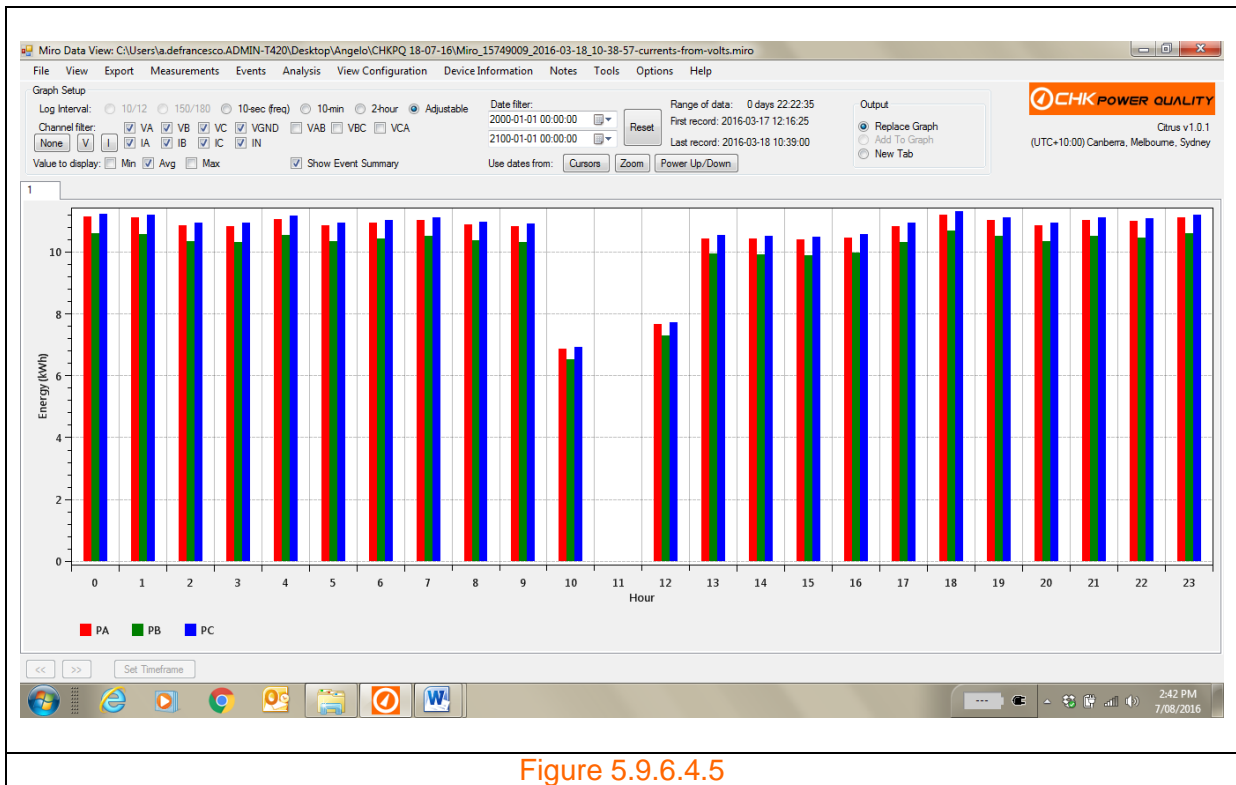 Miro Data View: C:\Users\a.defrancesco.ADMIN-T420\Desktop\Angelo\CHKPQ 18-07-16\Miro_15749009_2016-03-18_10-38-57-currents-from-volts.miro
File View Export Measurements Events Analysis View Configuration Device Information Notes Tools Options Help
Graph Setup
Log Interval: 10/12 150/180 10-sec (freq) 10-min 2-hour Adjustable
Channel filter: VA VB VC VGND VAB VBC VCA
None V I IA IB IC IN
Value to display: Min Avg Max Show Event Summary
Date filter:
2000-01-01 00:00:00
2100-01-01 00:00:00
Reset
Use dates from: Cursors Zoom Power Up/Down
Range of data: 0 days 22:22:35
First record: 2016-03-17 12:16:25
Last record: 2016-03-18 10:39:00
Output
Replace Graph
Add To Graph
New Tab
CHK POWER QUALITY
Citrus v1.0.1
(UTC+10:00) Canberra, Melbourne, Sydney
1
Energy (kWh)
10
8
6
4
2
0
0 1 2 3 4 5 6 7 8 9 10 11 12 13 14 15 16 17 18 19 20 21 22 23
Hour
PA PB PC
<< >> Set Timeframe
2:42 PM
7/08/2016
Figure 5.9.6.4.5